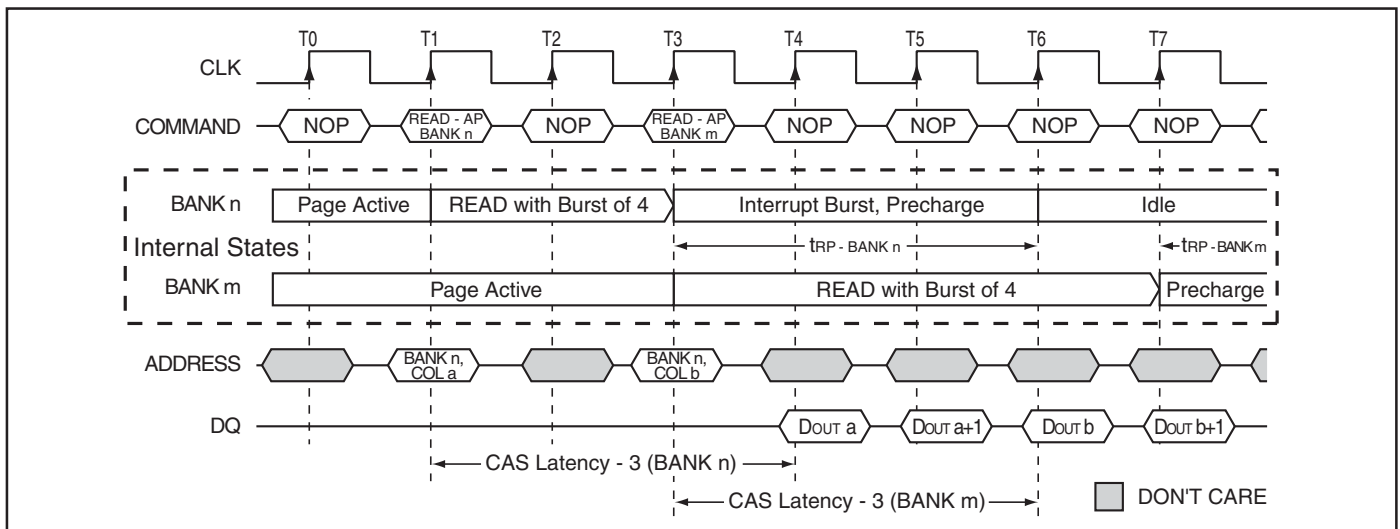 T0 T1 T2 T3 T4 T5 T6 T7
CLK
COMMAND NOP READ - AP BANK n NOP READ - AP BANK m NOP NOP NOP NOP
BANK n Page Active READ with Burst of 4 Interrupt Burst, Precharge Idle
Internal States tRP - BANK n tRP - BANK m
BANK m Page Active READ with Burst of 4 Precharge
ADDRESS BANK n, COL a BANK n, COL b
DQ DOUT a DOUT a+1 DOUT b DOUT b+1
CAS Latency - 3 (BANK n)
CAS Latency - 3 (BANK m) DON'T CARE